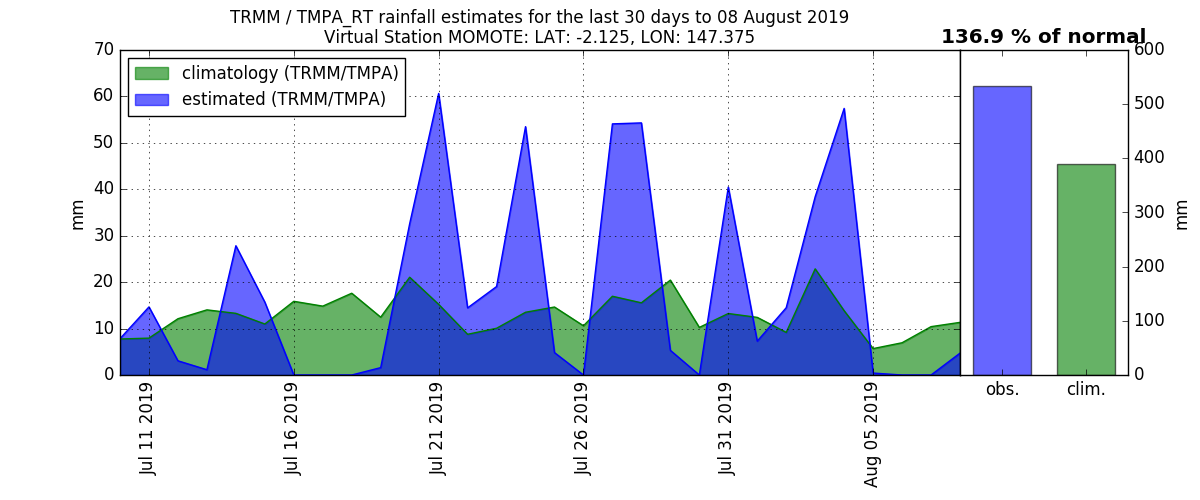 TRMM / TMPA_RT rainfall estimates for the last 30 days to 08 August 2019
Virtual Station MOMOTE: LAT: -2.125, LON: 147.375
136.9 % of normal
climatology (TRMM/TMPA)
estimated (TRMM/TMPA)
70
60
50
40
30
20
10
0
mm
Jul 11 2019
Jul 16 2019
Jul 21 2019
Jul 26 2019
Jul 31 2019
Aug 05 2019
obs.
clim.
600
500
400
300
200
100
0
mm